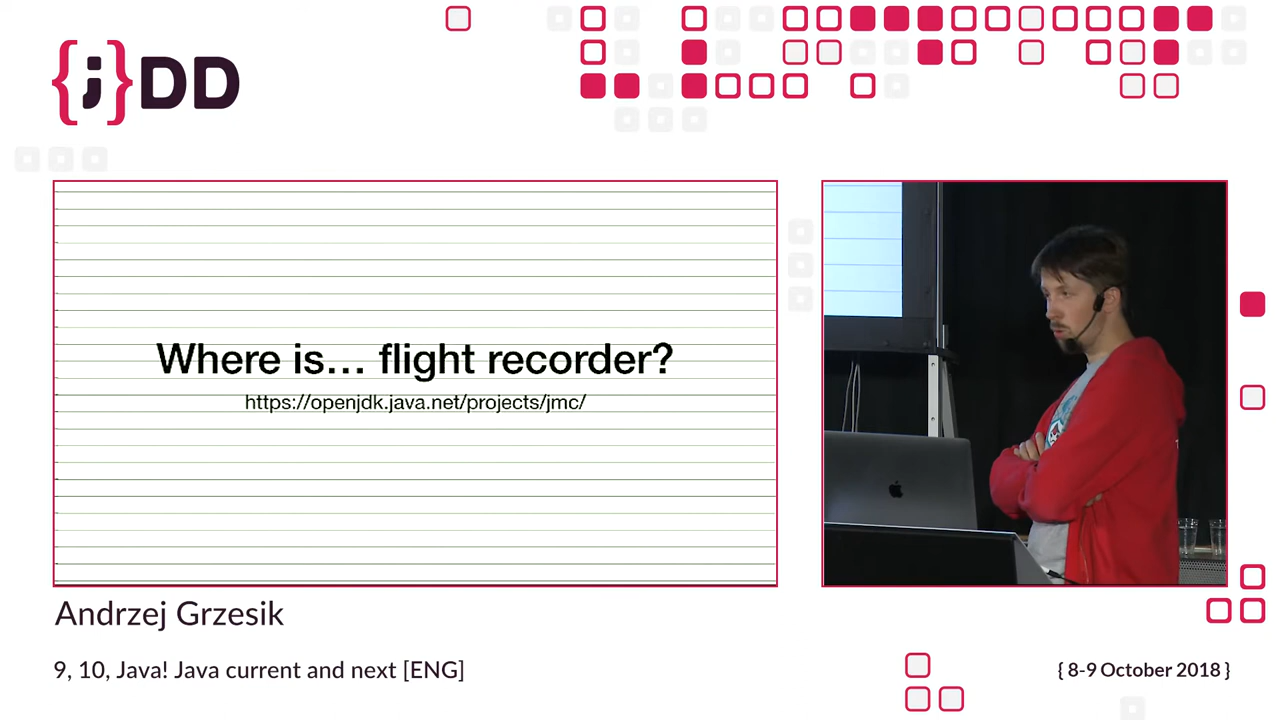 {j}DD
Where is... flight recorder?
https://openjdk.java.net/projects/jmc/
Andrzej Grzesik
9, 10, Java! Java current and next [ENG]
{ 8-9 October 2018 }